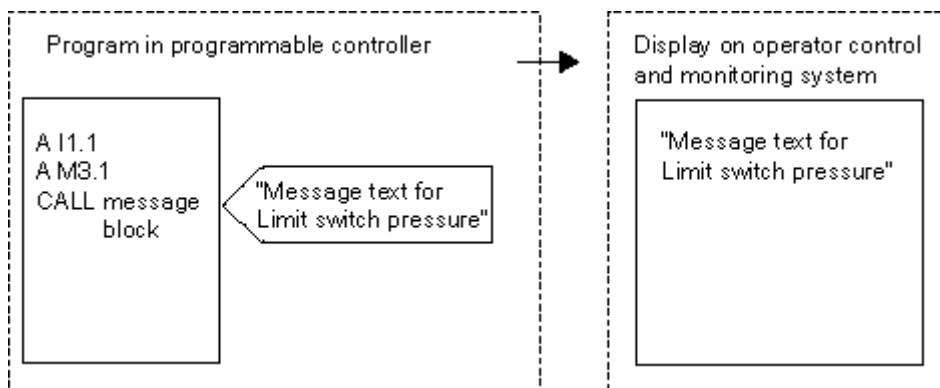 Program in programmable controller
A I1.1
A M3.1
CALL message
block
"Message text for
Limit switch pressure"
Display on operator control
and monitoring system
"Message text for
Limit switch pressure"